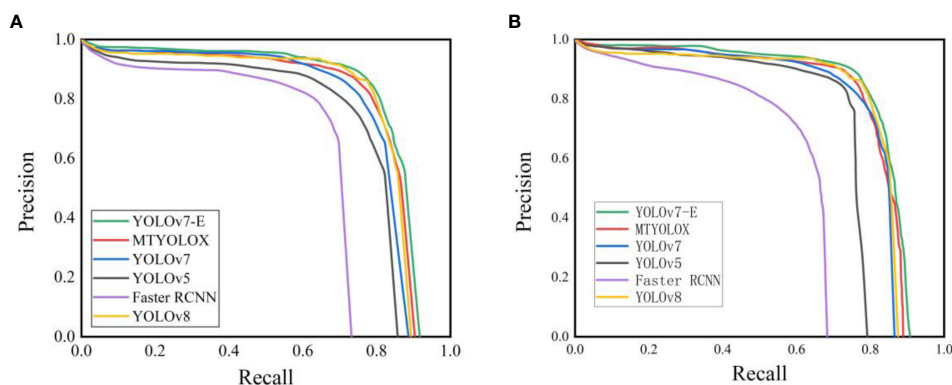 A
1.0
0.8
0.6
0.4
0.2
0.0
Precision
YOLOv7-E
MTYOLOX
YOLOv7
YOLOv5
Faster RCNN
YOLOv8
0.0 0.2 0.4 0.6 0.8 1.0
Recall
B
1.0
0.8
0.6
0.4
0.2
0.0
Precision
YOLOv7-E
MTYOLOX
YOLOv7
YOLOv5
Faster RCNN
YOLOv8
0.0 0.2 0.4 0.6 0.8 1.0
Recall